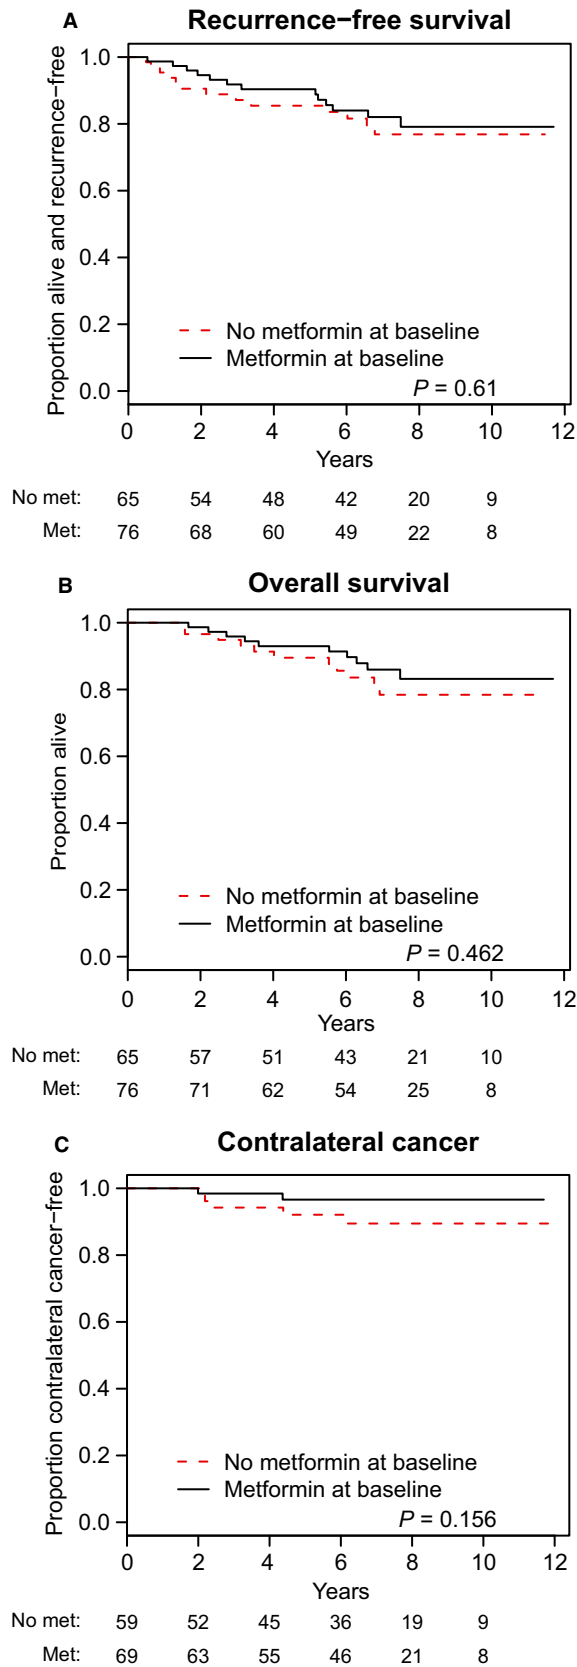 A Recurrence−free survival
Proportion alive and recurrence−free
1.0
0.8
0.6
0.4
0.2
0.0
No metformin at baseline
Metformin at baseline
P = 0.61
0 2 4 6 8 10 12
Years
No met: 65 54 48 42 20 9
Met: 76 68 60 49 22 8
B Overall survival
Proportion alive
1.0
0.8
0.6
0.4
0.2
0.0
No metformin at baseline
Metformin at baseline
P = 0.462
0 2 4 6 8 10 12
Years
No met: 65 57 51 43 21 10
Met: 76 71 62 54 25 8
C Contralateral cancer
Proportion contralateral cancer−free
1.0
0.8
0.6
0.4
0.2
0.0
No metformin at baseline
Metformin at baseline
P = 0.156
0 2 4 6 8 10 12
Years
No met: 59 52 45 36 19 9
Met: 69 63 55 46 21 8